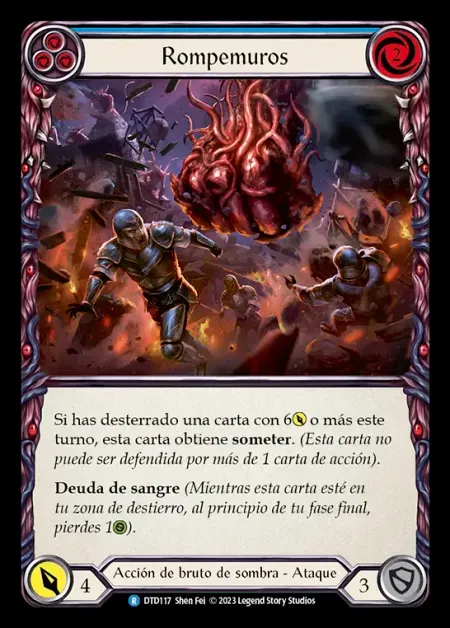 Rompemuros
2
Si has desterrado una carta con 6 o más este
turno, esta carta obtiene someter. (Esta carta no
puede ser defendida por más de 1 carta de acción).
Deuda de sangre (Mientras esta carta esté en
tu zona de destierro, al principio de tu fase final,
pierdes 1).
4 Acción de bruto de sombra - Ataque 3
R DTD117 Shen Fei © 2023 Legend Story Studios